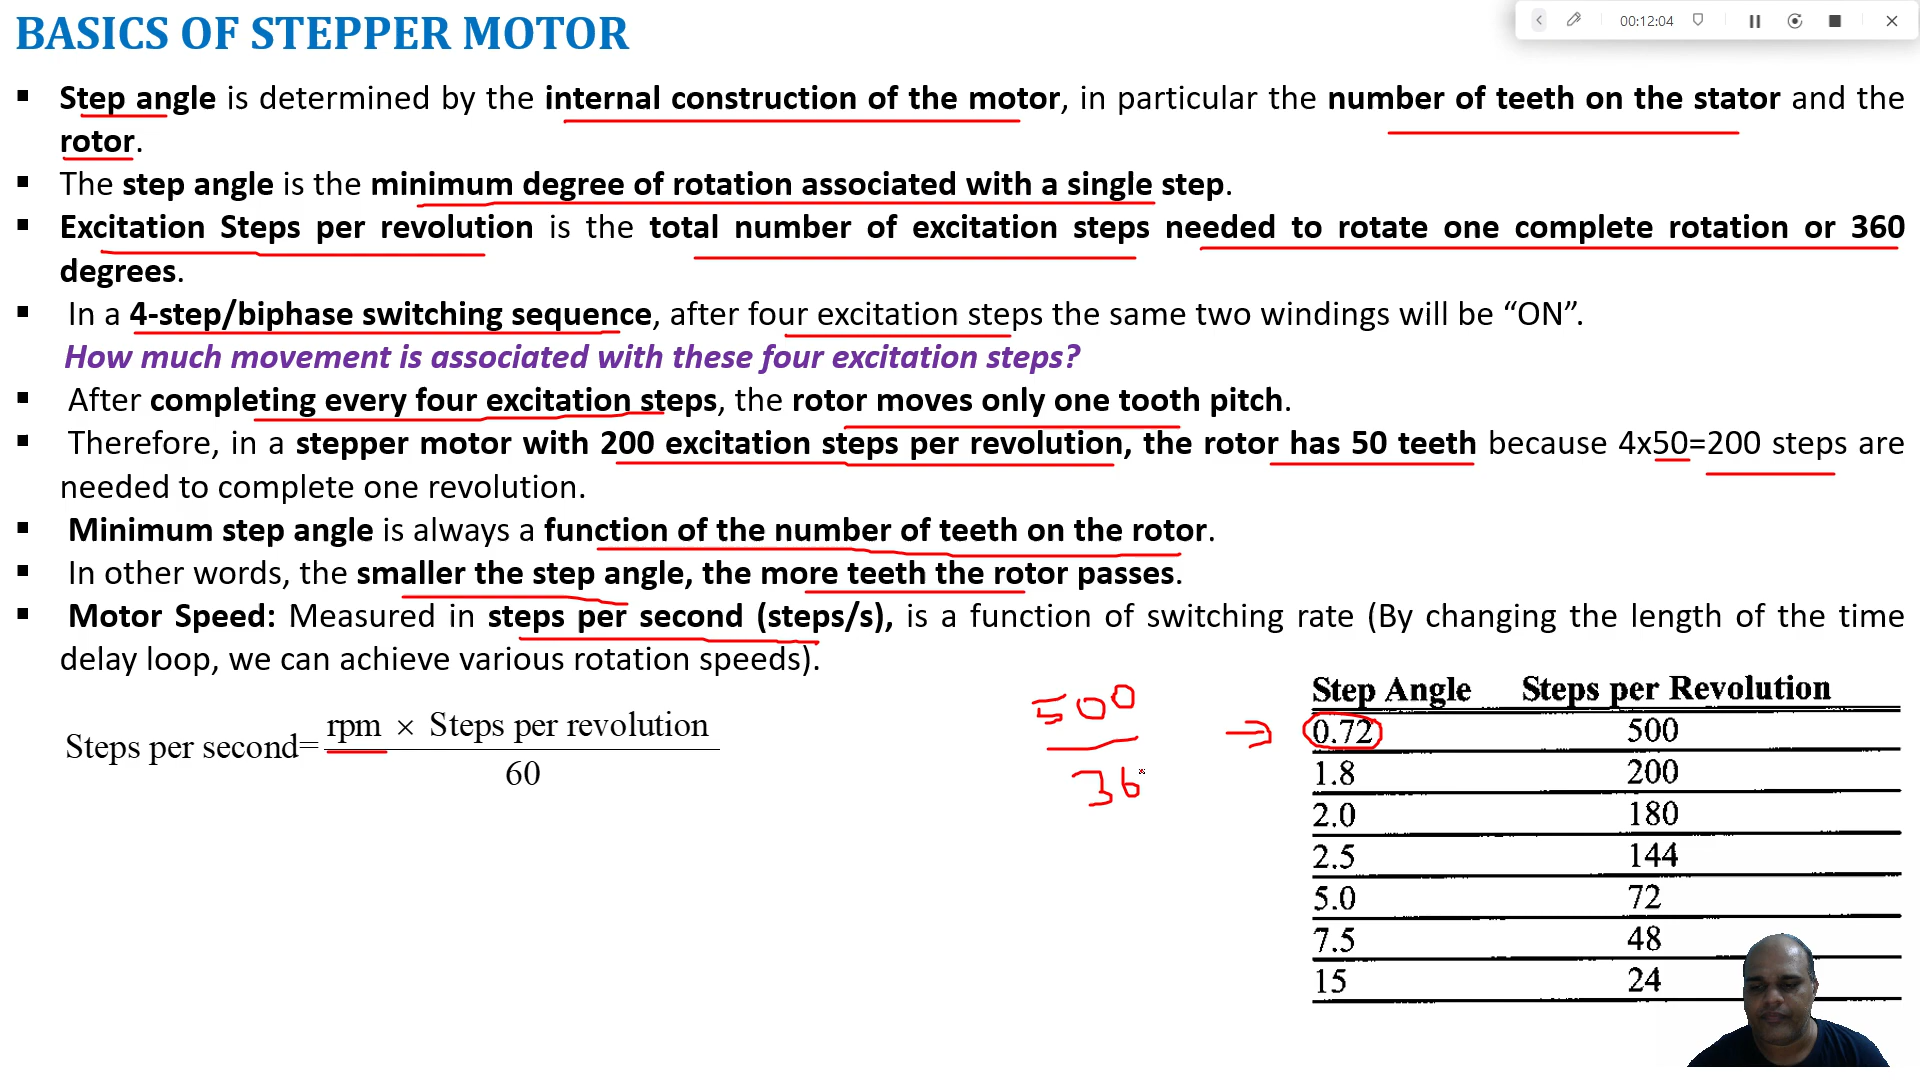 BASICS OF STEPPER MOTOR
00:12:04
▪ Step angle is determined by the internal construction of the motor, in particular the number of teeth on the stator and the
rotor.
▪ The step angle is the minimum degree of rotation associated with a single step.
▪ Excitation Steps per revolution is the total number of excitation steps needed to rotate one complete rotation or 360
degrees.
▪ In a 4-step/biphase switching sequence, after four excitation steps the same two windings will be “ON”.
How much movement is associated with these four excitation steps?
▪ After completing every four excitation steps, the rotor moves only one tooth pitch.
▪ Therefore, in a stepper motor with 200 excitation steps per revolution, the rotor has 50 teeth because 4x50=200 steps are
needed to complete one revolution.
▪ Minimum step angle is always a function of the number of teeth on the rotor.
▪ In other words, the smaller the step angle, the more teeth the rotor passes.
▪ Motor Speed: Measured in steps per second (steps/s), is a function of switching rate (By changing the length of the time
delay loop, we can achieve various rotation speeds).
Steps per second=
rpm × Steps per revolution
60
500
36
Step Angle Steps per Revolution
0.72 500
1.8 200
2.0 180
2.5 144
5.0 72
7.5 48
15 24